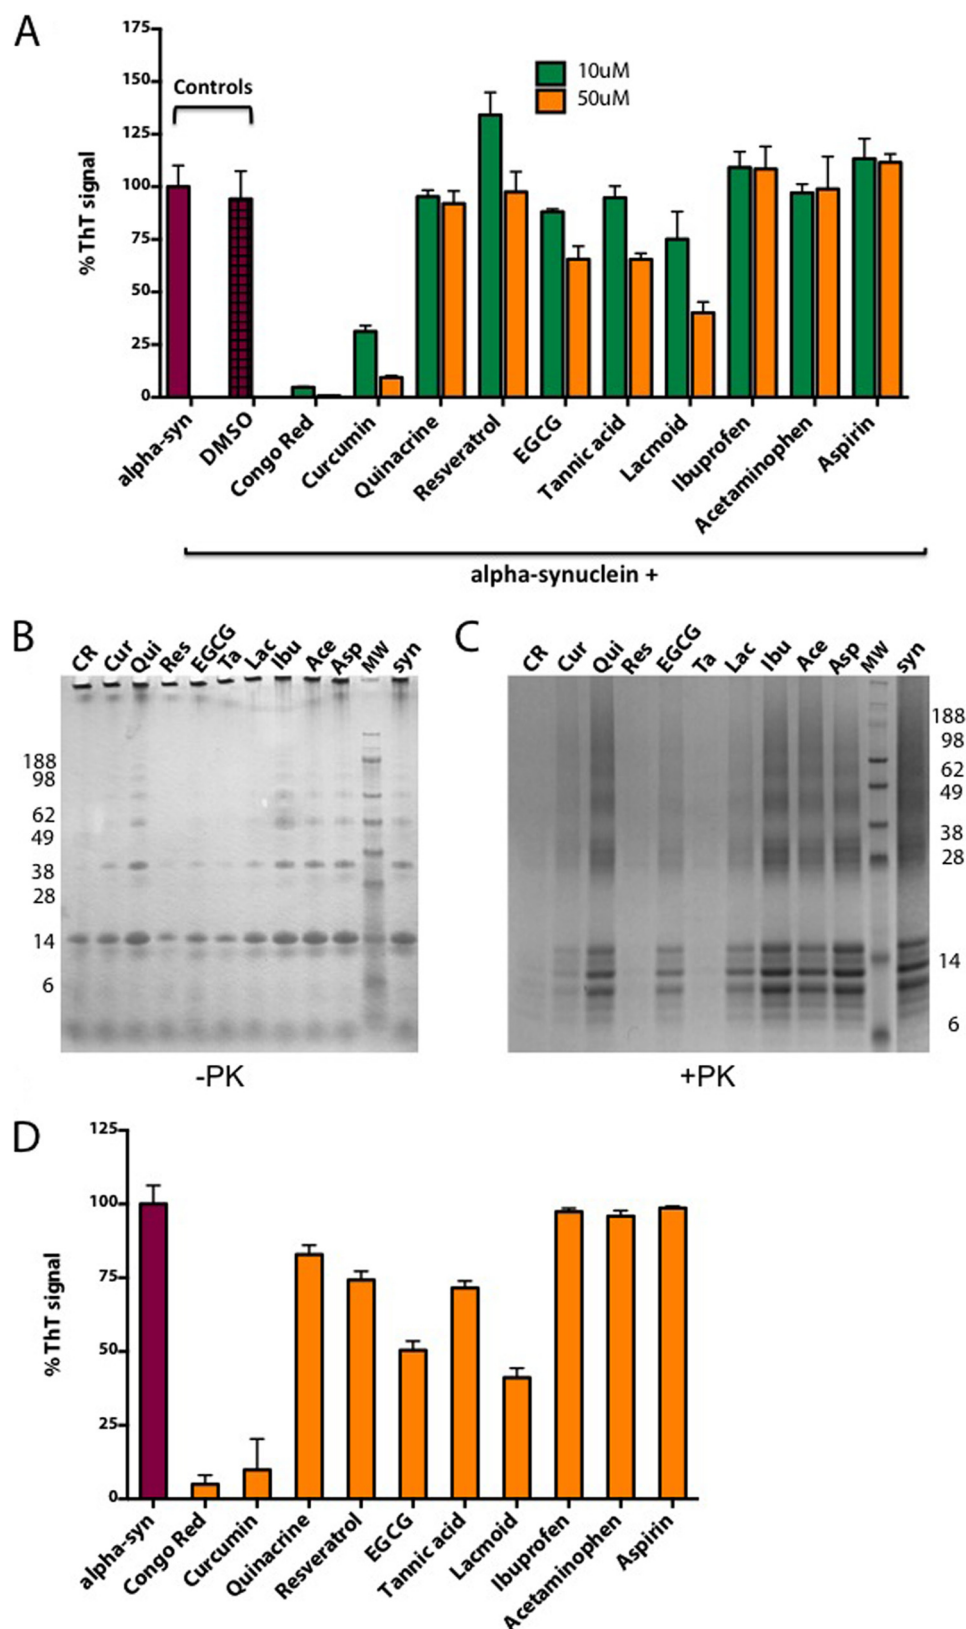 A
175
150
125
100
75
50
25
0
% ThT signal
Controls
10uM
50uM
alpha-syn
DMSO
Congo Red
Curcumin
Quinacrine
Resveratrol
EGCG
Tannic acid
Lacmoid
Ibuprofen
Acetaminophen
Aspirin
alpha-synuclein +
B
CR Cur Qui Res EGCG Ta Lac Ibu Ace Asp MW syn
188
98
62
49
38
28
14
6
-PK
C
CR Cur Qui Res EGCG Ta Lac Ibu Ace Asp MW syn
188
98
62
49
38
28
14
6
+PK
D
125
100
75
50
25
0
% ThT signal
alpha-syn
Congo Red
Curcumin
Quinacrine
Resveratrol
EGCG
Tannic acid
Lacmoid
Ibuprofen
Acetaminophen
Aspirin